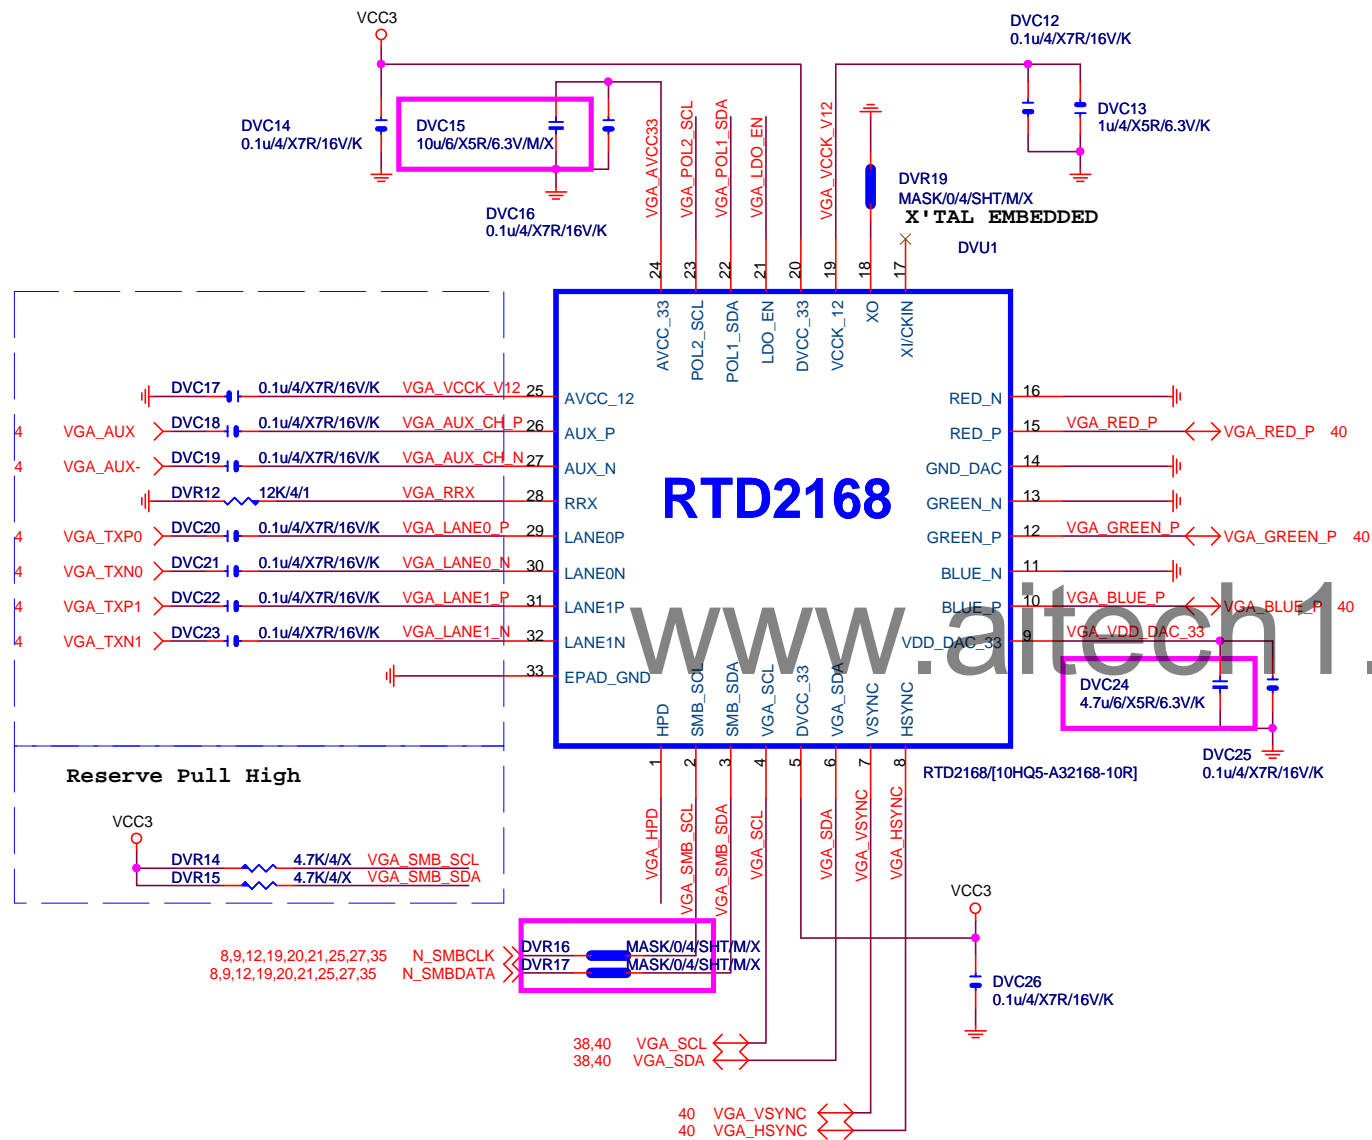 VCC3
DVC12
0.1u/4/X7R/16V/K
DVC14
0.1u/4/X7R/16V/K
DVC15
10u/6/X5R/6.3V/M/X
DVC13
1u/4/X5R/6.3V/K
DVC16
0.1u/4/X7R/16V/K
VGA_AVCC33
VGA_POL2_SCL
VGA_POL1_SDA
VGA_LDO_EN
VGA_VCCK_V12
DVR19
MASK/0/4/SHT/M/X
X'TAL EMBEDDED
DVU1
24
23
22
21
20
19
18
17
AVCC_33
POL2_SCL
POL1_SDA
LDO_EN
DVCC_33
VCCK_12
XO
XI/CKIN
DVC17 0.1u/4/X7R/16V/K VGA_VCCK_V12 25 AVCC_12
4 VGA_AUX DVC18 0.1u/4/X7R/16V/K VGA_AUX_CH_P 26 AUX_P
4 VGA_AUX- DVC19 0.1u/4/X7R/16V/K VGA_AUX_CH_N 27 AUX_N
DVR12 12K/4/1 VGA_RRX 28 RRX
4 VGA_TXP0 DVC20 0.1u/4/X7R/16V/K VGA_LANE0_P 29 LANE0P
4 VGA_TXN0 DVC21 0.1u/4/X7R/16V/K VGA_LANE0_N 30 LANE0N
4 VGA_TXP1 DVC22 0.1u/4/X7R/16V/K VGA_LANE1_P 31 LANE1P
4 VGA_TXN1 DVC23 0.1u/4/X7R/16V/K VGA_LANE1_N 32 LANE1N
33 EPAD_GND
RTD2168
RED_N 16
RED_P 15 VGA_RED_P VGA_RED_P 40
GND_DAC 14
GREEN_N 13
GREEN_P 12 VGA_GREEN_P VGA_GREEN_P 40
BLUE_N 11
BLUE_P 10 VGA_BLUE_P VGA_BLUE_P 40
VDD_DAC_33 9 VGA_VDD_DAC_33
www.aitech1.
DVC24
4.7u/6/X5R/6.3V/K
DVC25
0.1u/4/X7R/16V/K
HPD
SMB_SCL
SMB_SDA
VGA_SCL
DVCC_33
VGA_SDA
VSYNC
HSYNC
1
2
3
4
5
6
7
8
RTD2168/[10HQ5-A32168-10R]
VGA_HPD
VGA_SMB_SCL
VGA_SMB_SDA
VGA_SCL
VGA_SDA
VGA_VSYNC
VGA_HSYNC
Reserve Pull High
VCC3
DVR14 4.7K/4/X VGA_SMB_SCL
DVR15 4.7K/4/X VGA_SMB_SDA
8,9,12,19,20,21,25,27,35 N_SMBCLK DVR16 MASK/0/4/SHT/M/X
8,9,12,19,20,21,25,27,35 N_SMBDATA DVR17 MASK/0/4/SHT/M/X
VCC3
DVC26
0.1u/4/X7R/16V/K
38,40 VGA_SCL
38,40 VGA_SDA
40 VGA_VSYNC
40 VGA_HSYNC